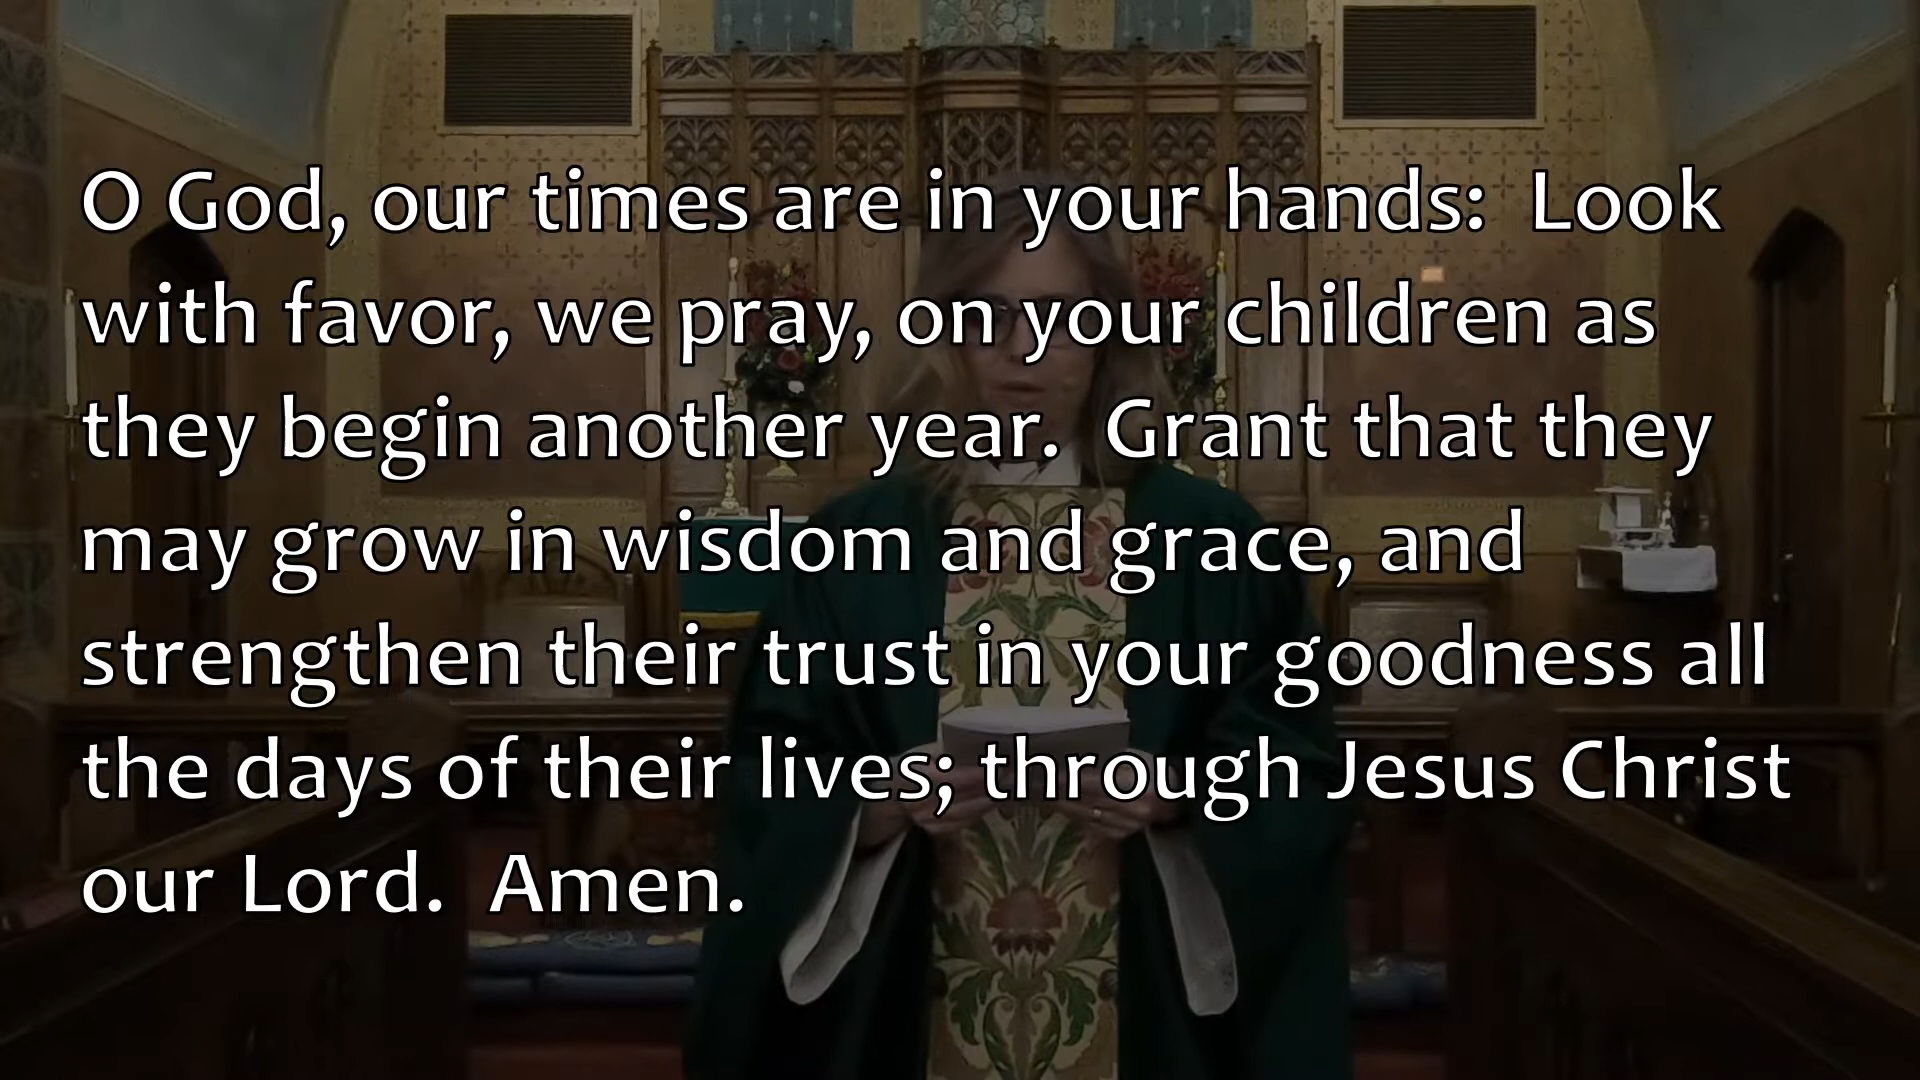 O God, our times are in your hands:  Look
with favor, we pray, on your children as
they begin another year.  Grant that they
may grow in wisdom and grace, and
strengthen their trust in your goodness all
the days of their lives; through Jesus Christ
our Lord.  Amen.